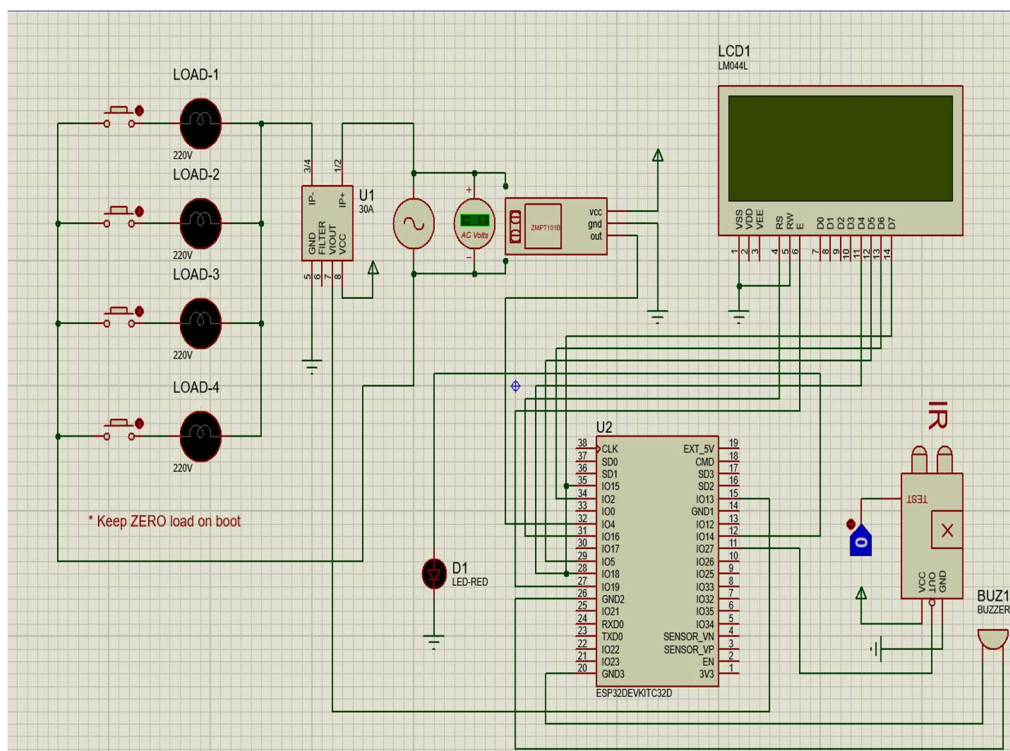 LOAD-1
220V
LOAD-2
220V
LOAD-3
220V
LOAD-4
220V
* Keep ZERO load on boot
3/4
1/2
IP-
IP+
U1
30A
GND
FILTER
VIOUT
VCC
5
6
7
8
+
AC Volts
−
ZMPT101B
vcc
gnd
out
LCD1
LM044L
VSS
VDD
VEE
RS
RW
E
D0
D1
D2
D3
D4
D5
D6
D7
1
2
3
4
5
6
7
8
9
10
11
12
13
14
D1
LED-RED
U2
38 CLK
37 SD0
36 SD1
35 IO15
34 IO2
33 IO0
32 IO4
31 IO16
30 IO17
29 IO5
28 IO18
27 IO19
26 GND2
25 IO21
24 RXD0
23 TXD0
22 IO22
21 IO23
20 GND3
EXT_5V 19
CMD 18
SD3 17
SD2 16
IO13 15
GND1 14
IO12 13
IO14 12
IO27 11
IO26 10
IO25 9
IO33 8
IO32 7
IO35 6
IO34 5
SENSOR_VN 4
SENSOR_VP 3
EN 2
3V3 1
ESP32DEVKITC32D
IR
TEST
X
0
VCC
OUT
GND
BUZ1
BUZZER